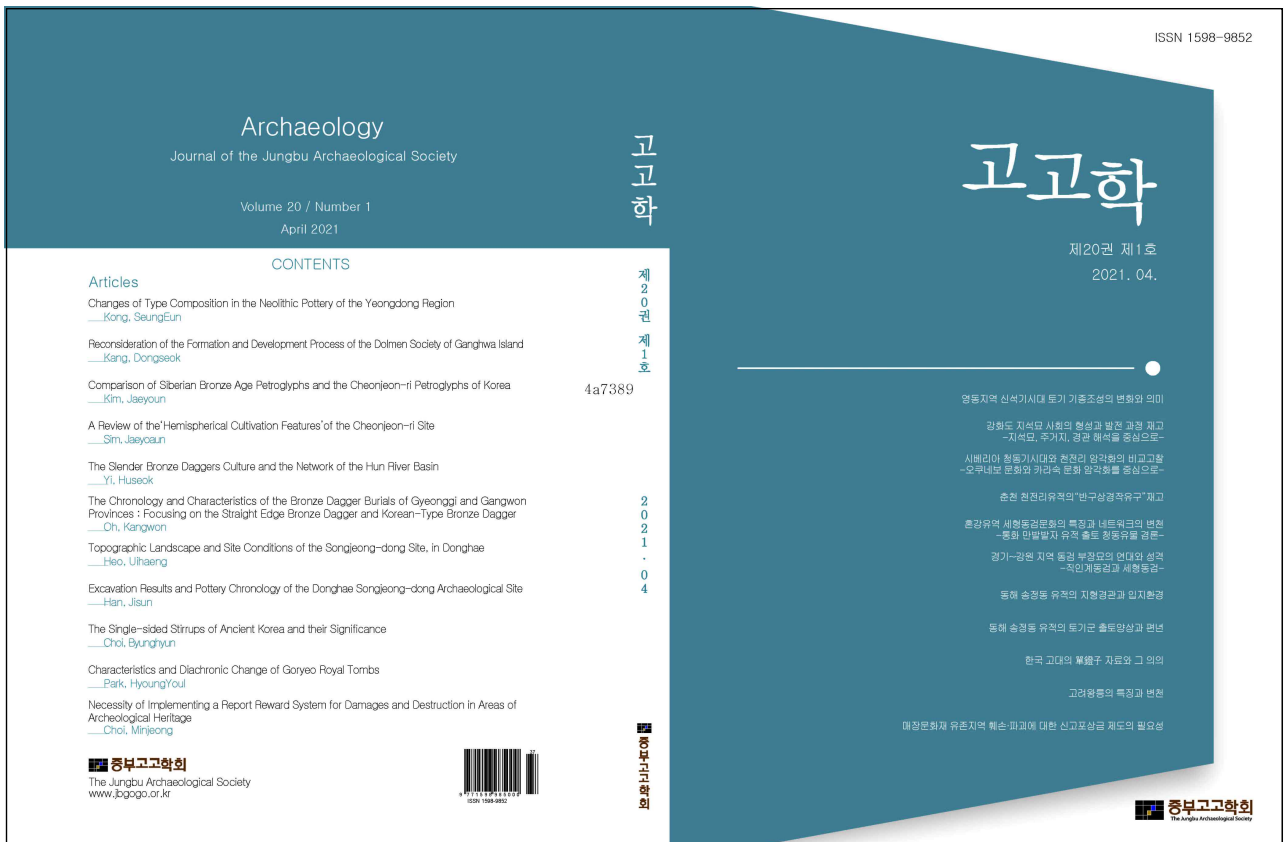 Archaeology
Journal of the Jungbu Archaeological Society
Volume 20 / Number 1
April 2021
CONTENTS
Articles
Changes of Type Composition in the Neolithic Pottery of the Yeongdong Region
Kong, SeungEun
Reconsideration of the Formation and Development Process of the Dolmen Society of Ganghwa Island
Kang, Dongseok
Comparison of Siberian Bronze Age Petroglyphs and the Cheonjeon-ri Petroglyphs of Korea
Kim, Jaeyoun
A Review of the‘Hemispherical Cultivation Features’of the Cheonjeon-ri Site
Sim, Jaeyoaun
The Slender Bronze Daggers Culture and the Network of the Hun River Basin
Yi, Huseok
The Chronology and Characteristics of the Bronze Dagger Burials of Gyeonggi and Gangwon
Provinces : Focusing on the Straight Edge Bronze Dagger and Korean-Type Bronze Dagger
Oh, Kangwon
Topographic Landscape and Site Conditions of the Songjeong-dong Site, in Donghae
Heo, Uihaeng
Excavation Results and Pottery Chronology of the Donghae Songjeong-dong Archaeological Site
Han, Jisun
The Single-sided Stirrups of Ancient Korea and their Significance
Choi, Byunghyun
Characteristics and Diachronic Change of Goryeo Royal Tombs
Park, HyoungYoul
Necessity of Implementing a Report Reward System for Damages and Destruction in Areas of
Archeological Heritage
Choi, Minjeong
중부고고학회
The Jungbu Archaeological Society
www.jbgogo.or.kr
ISSN 1598-9852
고고학
제20권 제1호
4a7389
2021.04
중부고고학회
ISSN 1598-9852
고고학
제20권 제1호
2021. 04.
영동지역 신석기시대 토기 기종조성의 변화와 의미
강화도 지석묘 사회의 형성과 발전 과정 재고
-지석묘, 주거지, 경관 해석을 중심으로-
시베리아 청동기시대와 천전리 암각화의 비교고찰
-오쿠네보 문화와 카라숙 문화 암각화를 중심으로-
춘천 천전리유적의“반구상경작유구”재고
혼강유역 세형동검문화의 특징과 네트워크의 변천
-통화 만발발자 유적 출토 청동유물 경론-
경기~강원 지역 동검 부장묘의 연대와 성격
-직인계동검과 세형동검-
동해 송정동 유적의 지형경관과 입지환경
동해 송정동 유적의 토기군 출토양상과 편년
한국 고대의 單鐙子 자료와 그 의의
고려왕릉의 특징과 변천
매장문화재 유존지역 훼손·파괴에 대한 신고포상금 제도의 필요성
중부고고학회
The Jungbu Archaeological Society